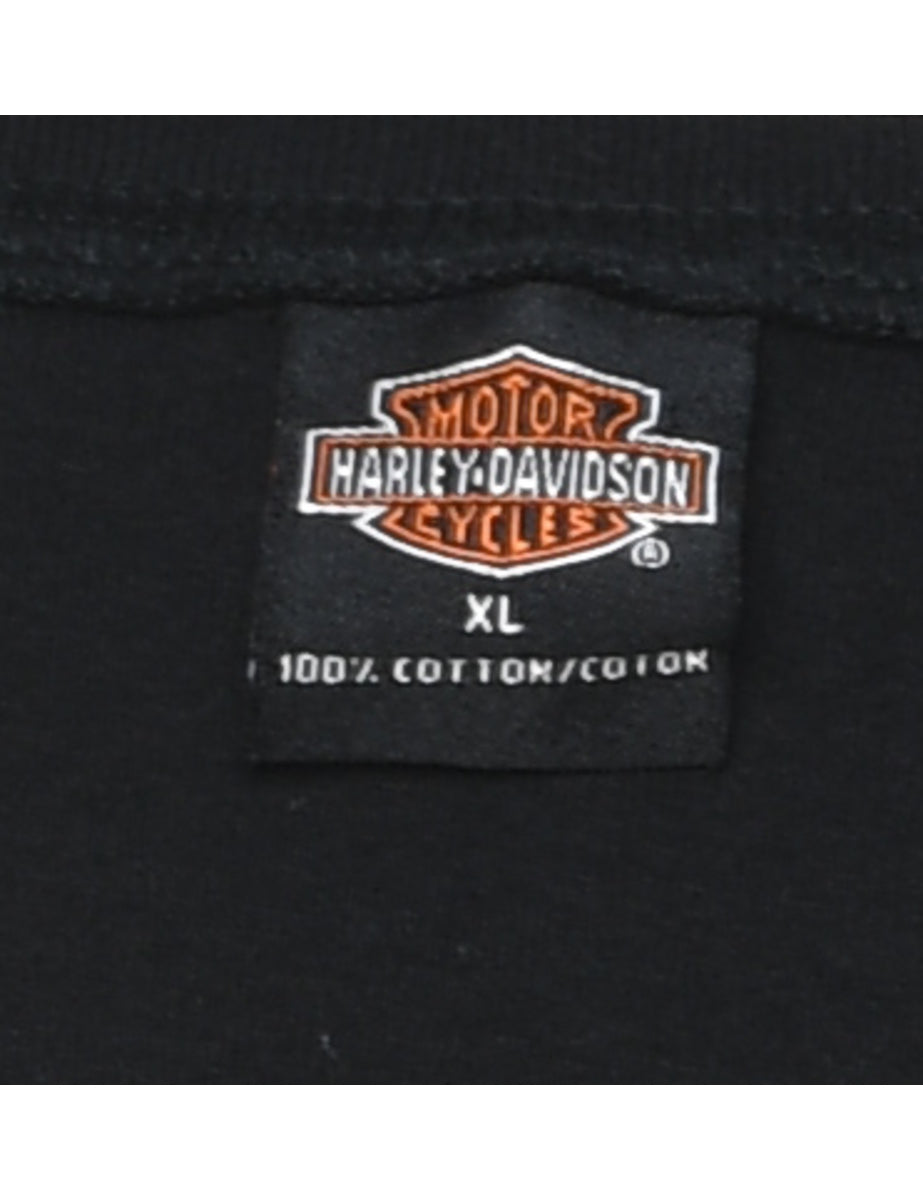 MOTOR
HARLEY-DAVIDSON
CYCLES
®
XL
100% COTTON/COTON